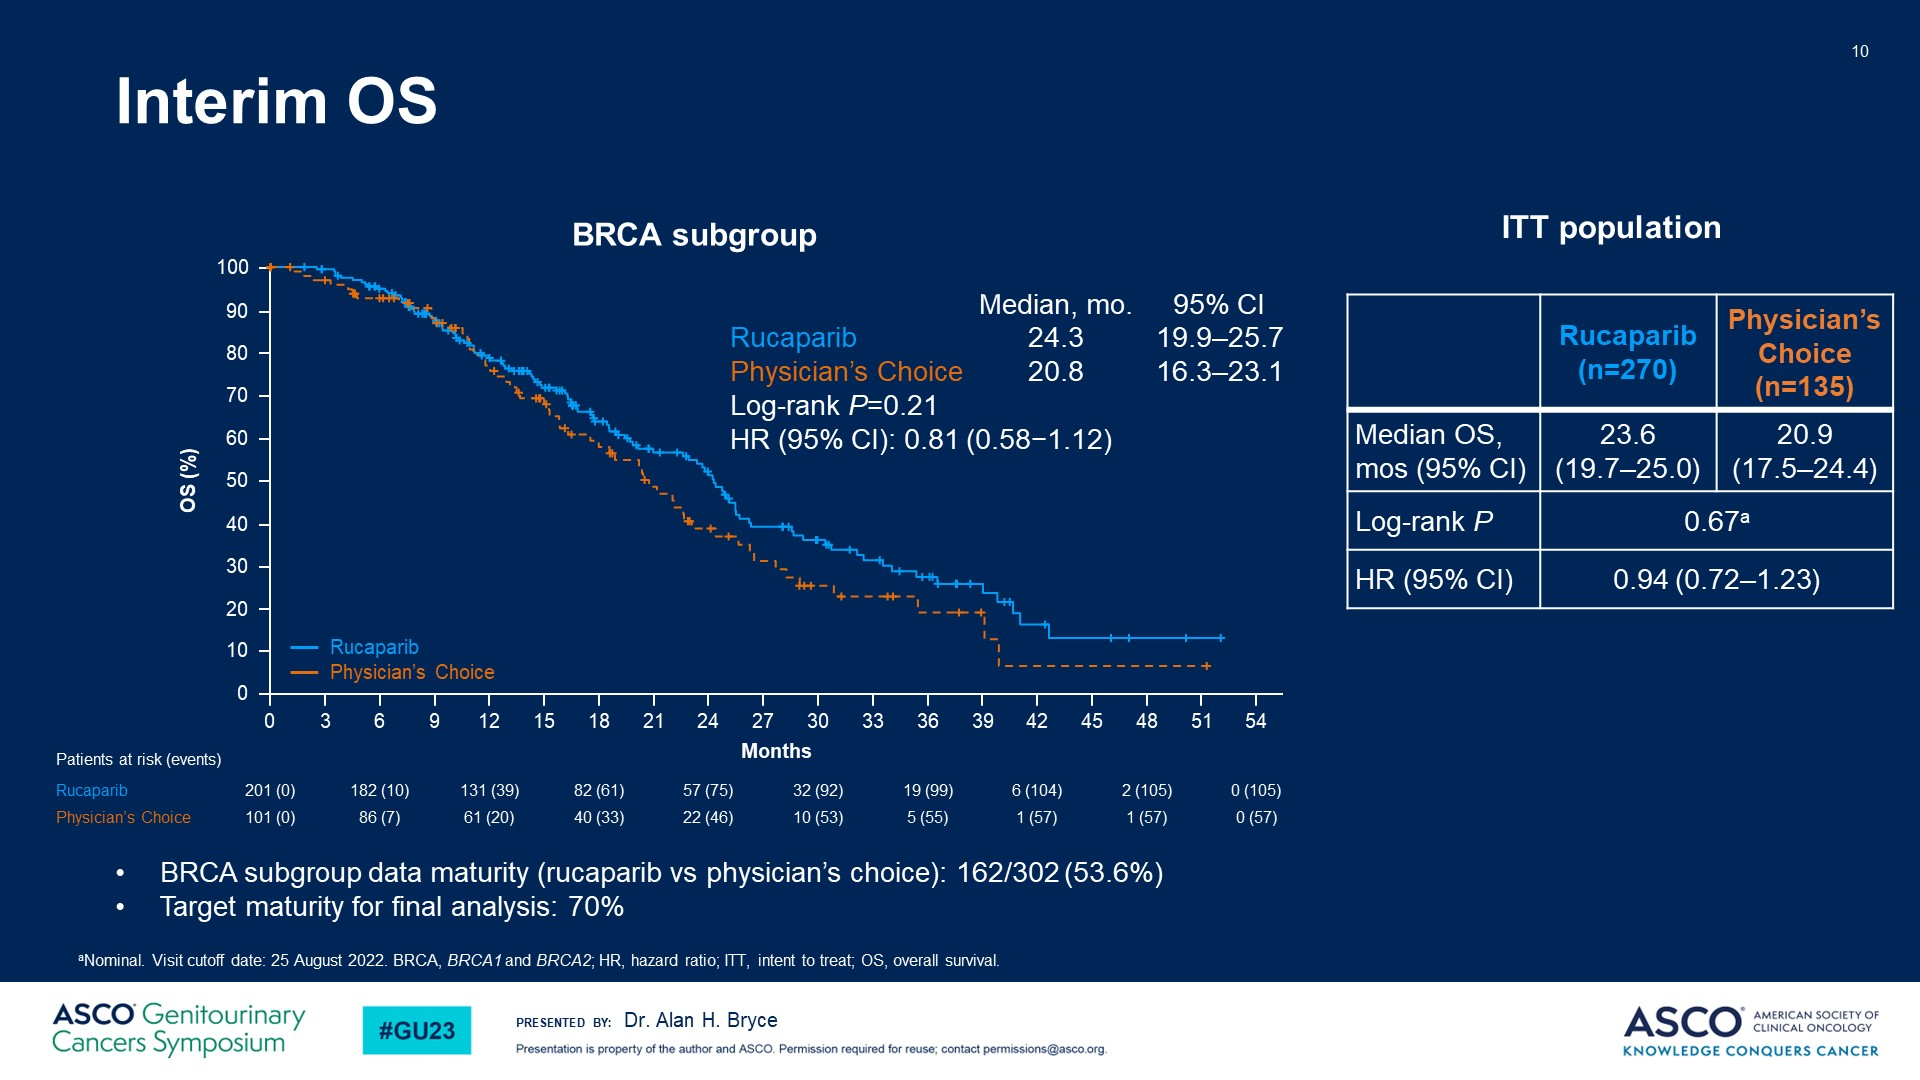 10
Interim OS
BRCA subgroup
OS (%)
100
90
80
70
60
50
40
30
20
10
0
Median, mo. 95% CI
Rucaparib 24.3 19.9–25.7
Physician’s Choice 20.8 16.3–23.1
Log-rank P=0.21
HR (95% CI): 0.81 (0.58−1.12)
Rucaparib
Physician’s Choice
0 3 6 9 12 15 18 21 24 27 30 33 36 39 42 45 48 51 54
Months
Patients at risk (events)
Rucaparib 201 (0) 182 (10) 131 (39) 82 (61) 57 (75) 32 (92) 19 (99) 6 (104) 2 (105) 0 (105)
Physician’s Choice 101 (0) 86 (7) 61 (20) 40 (33) 22 (46) 10 (53) 5 (55) 1 (57) 1 (57) 0 (57)
ITT population
Rucaparib
(n=270)
Physician’s
Choice
(n=135)
Median OS, 23.6 20.9
mos (95% CI) (19.7–25.0) (17.5–24.4)
Log-rank P 0.67ᵃ
HR (95% CI) 0.94 (0.72–1.23)
• BRCA subgroup data maturity (rucaparib vs physician’s choice): 162/302 (53.6%)
• Target maturity for final analysis: 70%
ᵃNominal. Visit cutoff date: 25 August 2022. BRCA, BRCA1 and BRCA2; HR, hazard ratio; ITT, intent to treat; OS, overall survival.
ASCO® Genitourinary
Cancers Symposium
#GU23
PRESENTED BY: Dr. Alan H. Bryce
Presentation is property of the author and ASCO. Permission required for reuse; contact permissions@asco.org.
ASCO® AMERICAN SOCIETY OF
CLINICAL ONCOLOGY
KNOWLEDGE CONQUERS CANCER